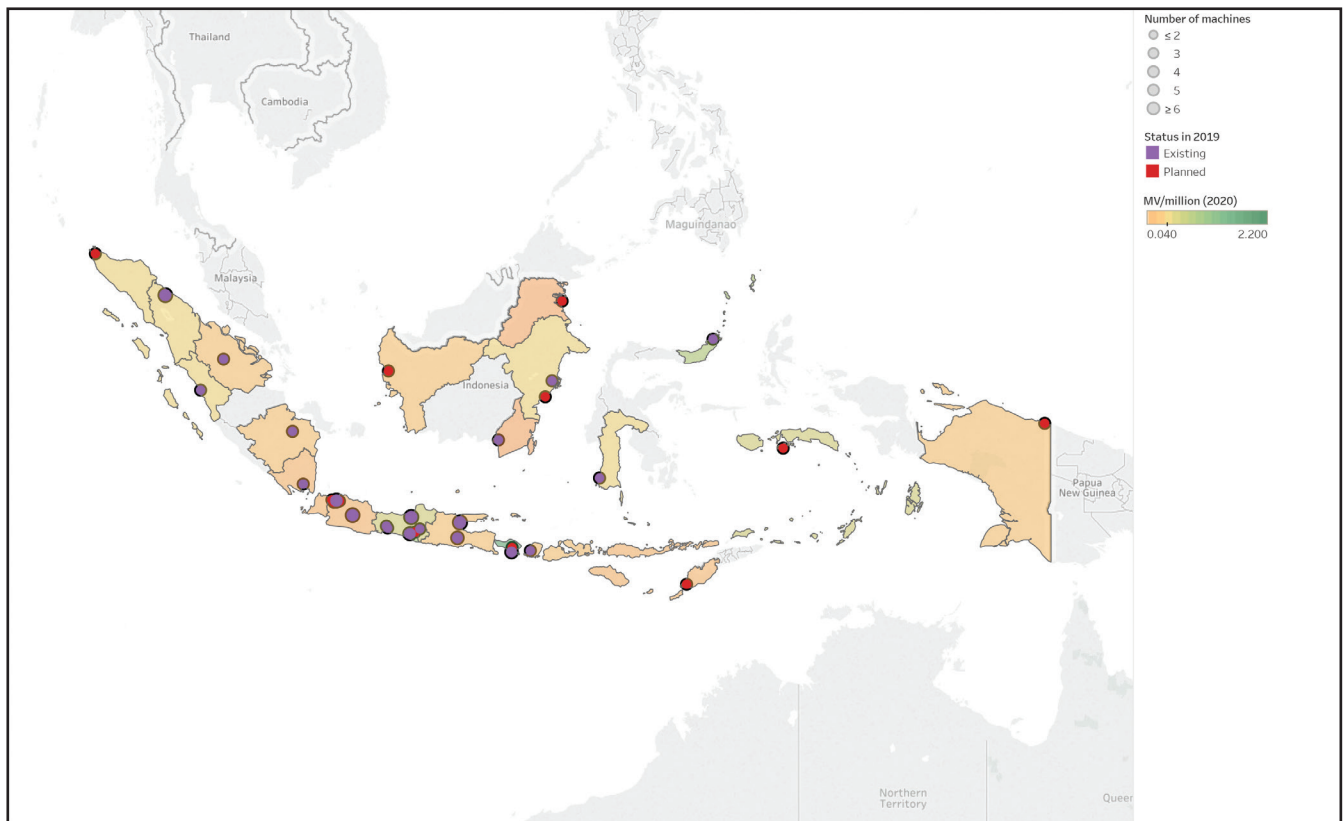 Number of machines
≤ 2
3
4
5
≥ 6
Status in 2019
Existing
Planned
MV/million (2020)
0.040 2.200
Thailand
Cambodia
Maguindanao
Malaysia
Indonesia
Papua
New Guinea
Northern
Territory
Queen